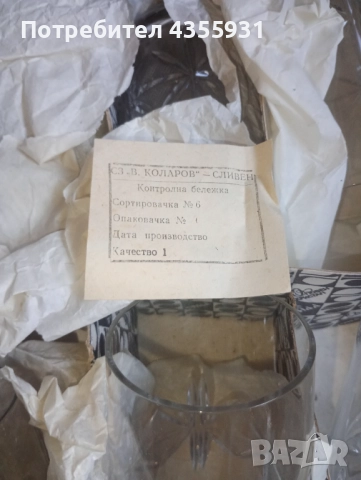 Потребител 4355931
СЗ „В. КОЛАРОВ" — СЛИВЕН
Контролна бележка
Сортировачка № 6
Опаковачка № 1
Дата производство
Качество 1
BAZAR